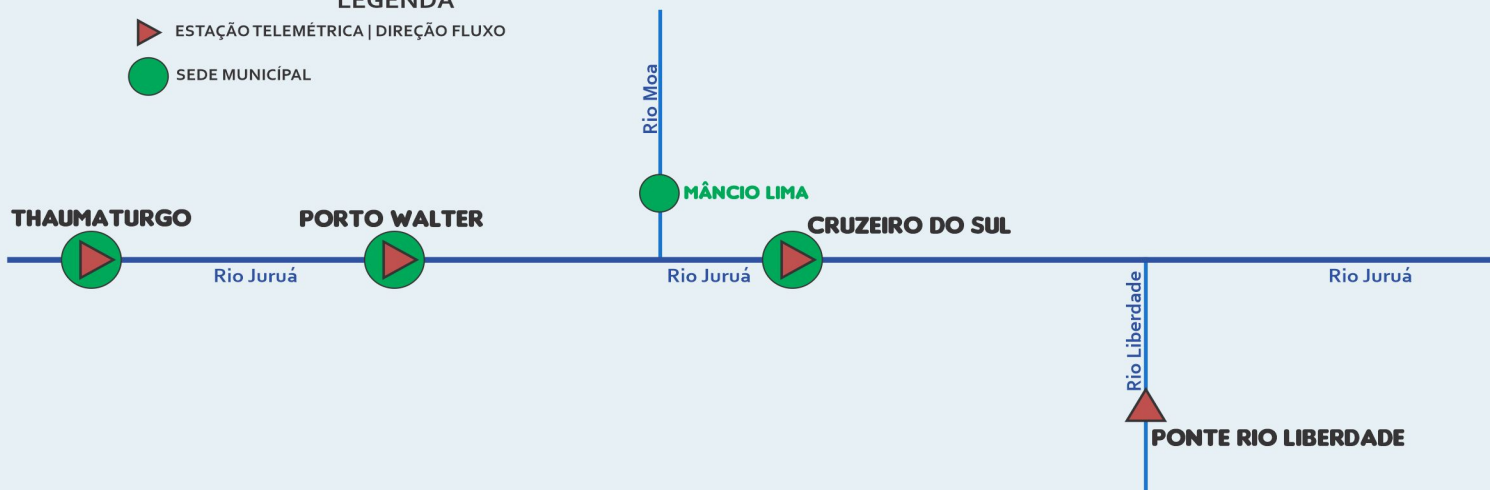 LEGENDA
ESTAÇÃO TELEMÉTRICA | DIREÇÃO FLUXO
SEDE MUNICÍPAL
Rio Moa
MÂNCIO LIMA
THAUMATURGO
PORTO WALTER
CRUZEIRO DO SUL
Rio Juruá
Rio Juruá
Rio Juruá
Rio Liberdade
PONTE RIO LIBERDADE